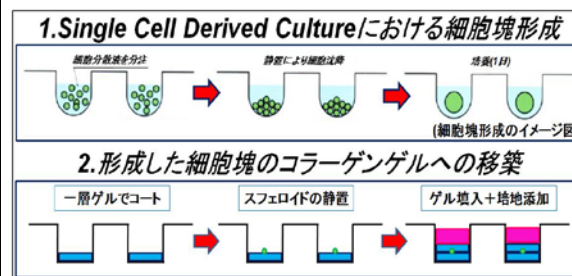 1.Single Cell Derived Cultureにおける細胞塊形成
細胞分散液を分注
静置により細胞沈降
培養(1日)
(細胞塊形成のイメージ図
2.形成した細胞塊のコラーゲンゲルへの移築
一層ゲルでコート
スフェロイドの静置
ゲル填入+培地添加